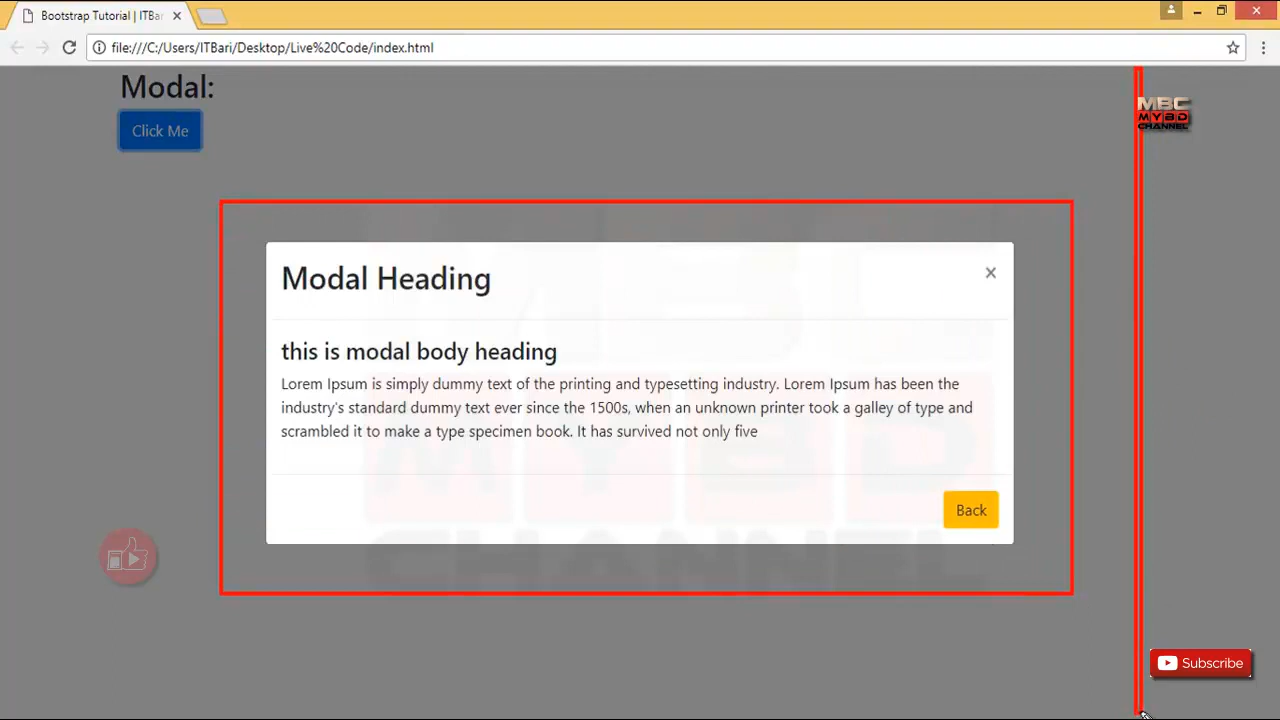 Bootstrap Tutorial | ITBar
file:///C:/Users/ITBari/Desktop/Live%20Code/index.html
Modal:
Click Me
MBC
MYBD
CHANNEL
Modal Heading
×
this is modal body heading
Lorem Ipsum is simply dummy text of the printing and typesetting industry. Lorem Ipsum has been the
industry's standard dummy text ever since the 1500s, when an unknown printer took a galley of type and
scrambled it to make a type specimen book. It has survived not only five
Back
MYBD
CHANNEL
Subscribe